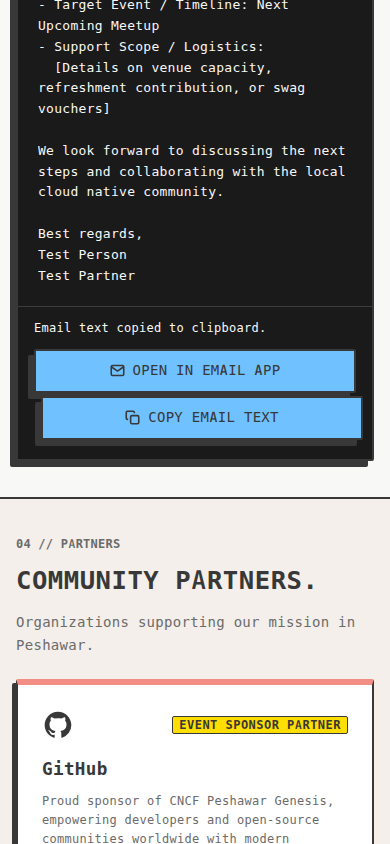 - Target Event / Timeline: Next
Upcoming Meetup
- Support Scope / Logistics:
[Details on venue capacity,
refreshment contribution, or swag
vouchers]
We look forward to discussing the next
steps and collaborating with the local
cloud native community.
Best regards,
Test Person
Test Partner
Email text copied to clipboard.
OPEN IN EMAIL APP
COPY EMAIL TEXT
04 // PARTNERS
COMMUNITY PARTNERS.
Organizations supporting our mission in
Peshawar.
EVENT SPONSOR PARTNER
GitHub
Proud sponsor of CNCF Peshawar Genesis,
empowering developers and open-source
communities worldwide with modern